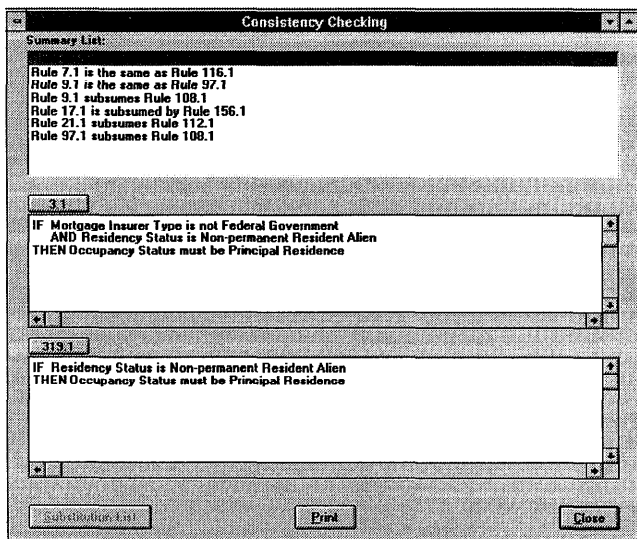 Consistency Checking
Summary List:
Rule 7.1 is the same as Rule 116.1
Rule 9.1 is the same as Rule 97.1
Rule 9.1 subsumes Rule 108.1
Rule 17.1 is subsumed by Rule 156.1
Rule 21.1 subsumes Rule 112.1
Rule 97.1 subsumes Rule 108.1
3.1
IF Mortgage Insurer Type is not Federal Government
AND Residency Status is Non-permanent Resident Alien
THEN Occupancy Status must be Principal Residence
319.1
IF Residency Status is Non-permanent Resident Alien
THEN Occupancy Status must be Principal Residence
Substitution List
Print
Close